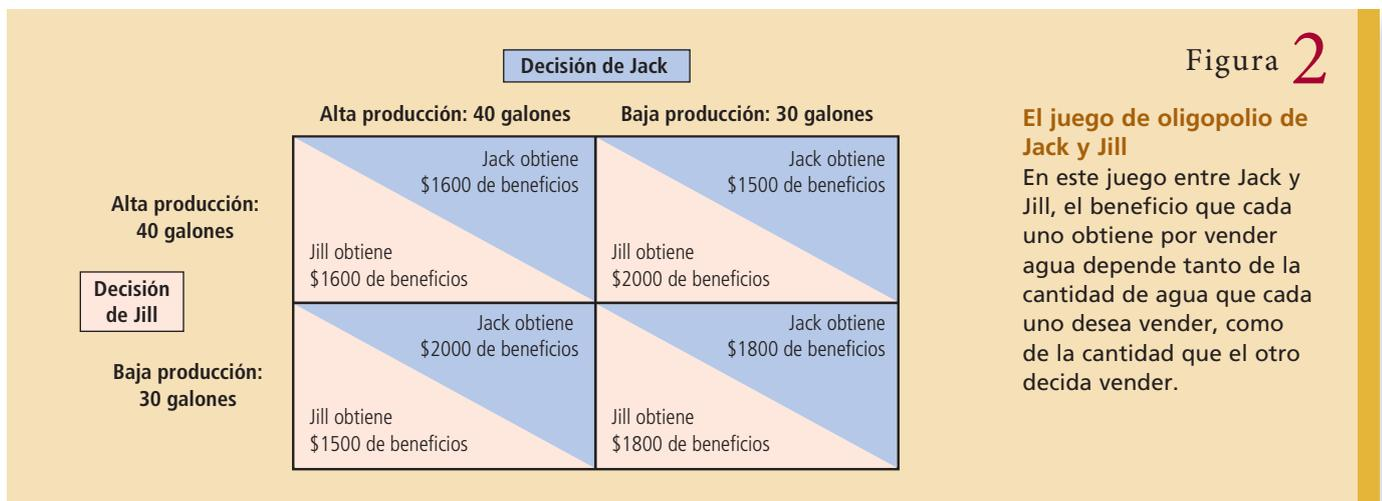 Decisión de Jack
Alta producción: 40 galones
Baja producción: 30 galones
Decisión
de Jill
Alta producción:
40 galones
Jack obtiene
$1600 de beneficios
Jill obtiene
$1600 de beneficios
Jack obtiene
$1500 de beneficios
Jill obtiene
$2000 de beneficios
Baja producción:
30 galones
Jack obtiene
$2000 de beneficios
Jill obtiene
$1500 de beneficios
Jack obtiene
$1800 de beneficios
Jill obtiene
$1800 de beneficios
Figura 2
El juego de oligopolio de
Jack y Jill
En este juego entre Jack y
Jill, el beneficio que cada
uno obtiene por vender
agua depende tanto de la
cantidad de agua que cada
uno desea vender, como
de la cantidad que el otro
decida vender.